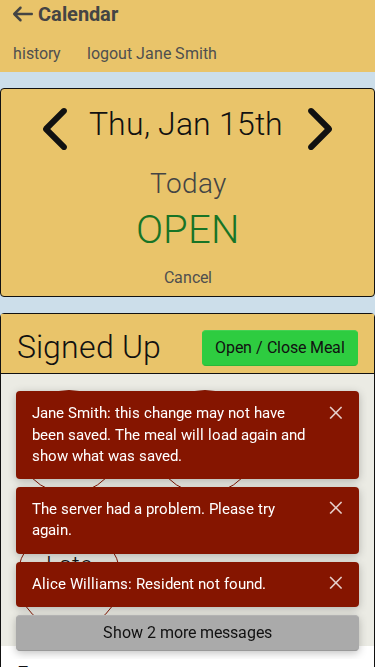 Calendar
history logout Jane Smith
Thu, Jan 15th
Today
OPEN
Cancel
Signed Up Open / Close Meal
Jane Smith: this change may not have
been saved. The meal will load again and
show what was saved.
The server had a problem. Please try
again.
Alice Williams: Resident not found.
Show 2 more messages